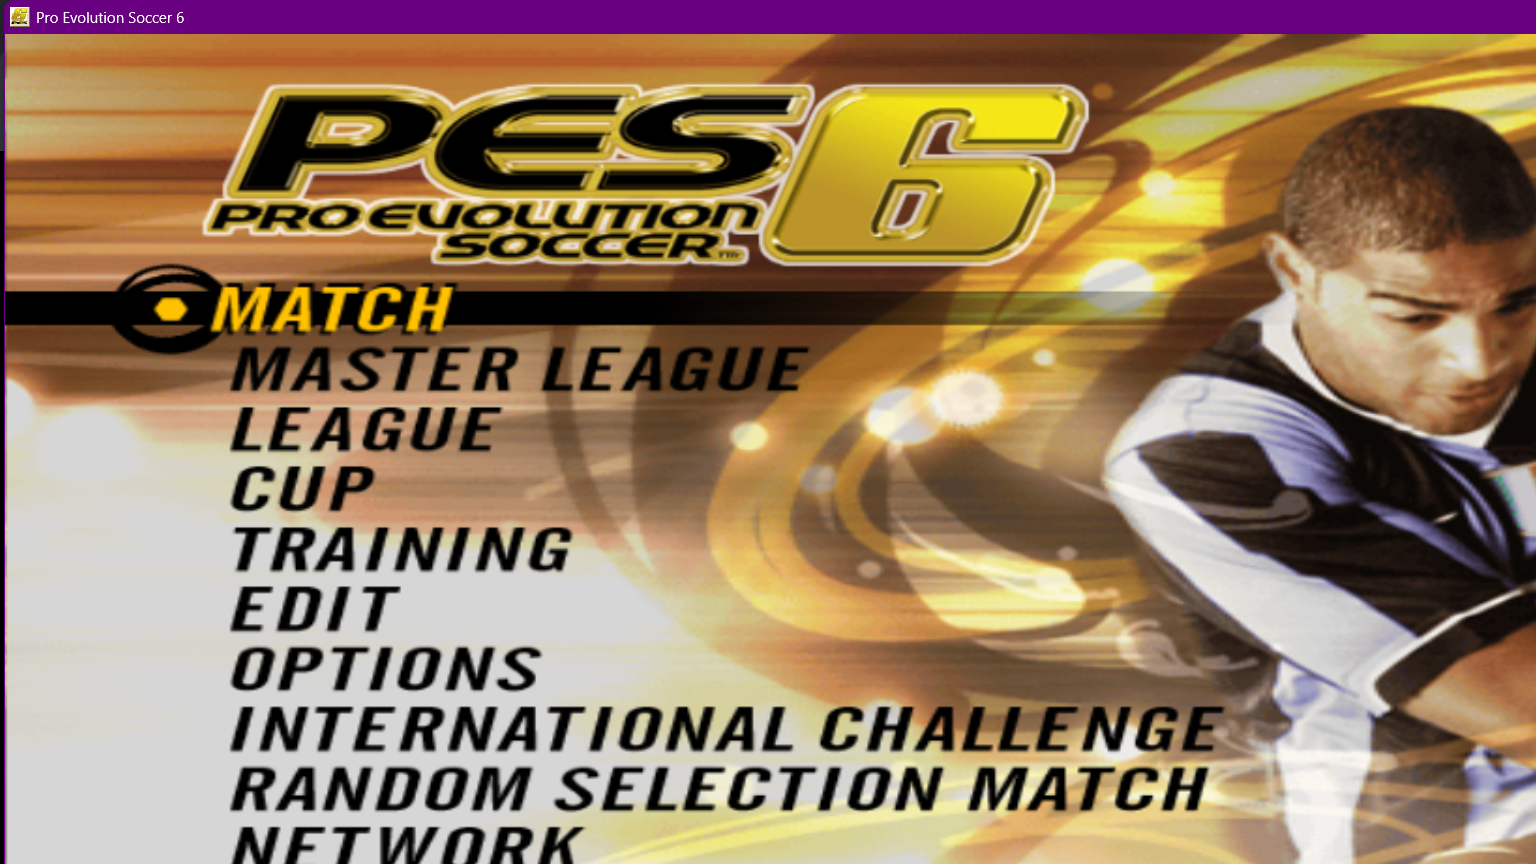 Pro Evolution Soccer 6
PES6
PRO EVOLUTION
SOCCER™
MATCH
MASTER LEAGUE
LEAGUE
CUP
TRAINING
EDIT
OPTIONS
INTERNATIONAL CHALLENGE
RANDOM SELECTION MATCH
NETWORK